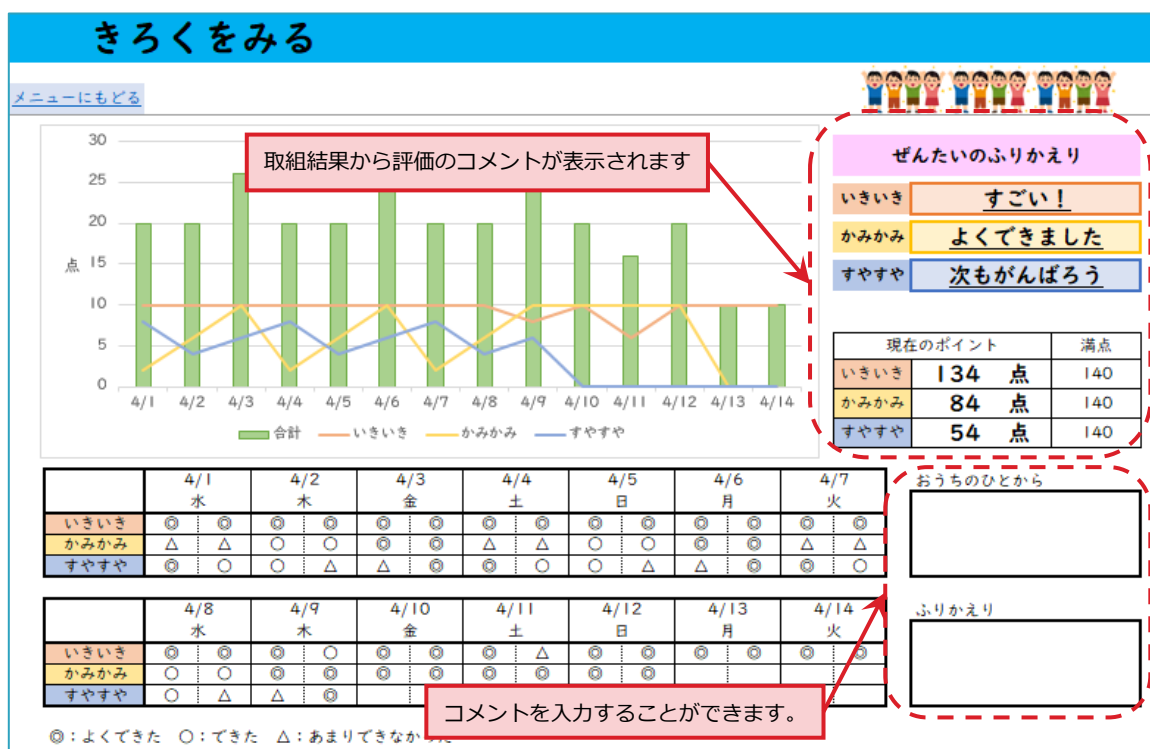 きろくをみる
メニューにもどる
取組結果から評価のコメントが表示されます
30
25
20
点 15
10
5
0
4/1 4/2 4/3 4/4 4/5 4/6 4/7 4/8 4/9 4/10 4/11 4/12 4/13 4/14
合計 いきいき かみかみ すやすや
ぜんたいのふりかえり
いきいき すごい！
かみかみ よくできました
すやすや 次もがんばろう
現在のポイント 満点
いきいき 134 点 140
かみかみ 84 点 140
すやすや 54 点 140
4/1 4/2 4/3 4/4 4/5 4/6 4/7
水 木 金 土 日 月 火
いきいき ◎ ◎ ◎ ◎ ◎ ◎ ◎ ◎ ◎ ◎ ◎ ◎ ◎ ◎
かみかみ △ △ ○ ○ ◎ ◎ △ △ ○ ○ ◎ ◎ △ △
すやすや ◎ ○ ○ △ △ ◎ ◎ ○ ○ △ △ ◎ ◎ ○
おうちのひとから
4/8 4/9 4/10 4/11 4/12 4/13 4/14
水 木 金 土 日 月 火
いきいき ◎ ◎ ◎ ○ ◎ ◎ ◎ △ ◎ ◎ ◎ ◎ ◎ ◎
かみかみ ○ ○ ◎ ◎ ◎ ◎ ◎ ◎ ◎ ◎
すやすや ○ △ △ ◎
ふりかえり
コメントを入力することができます。
◎：よくできた ○：できた △：あまりできなかった